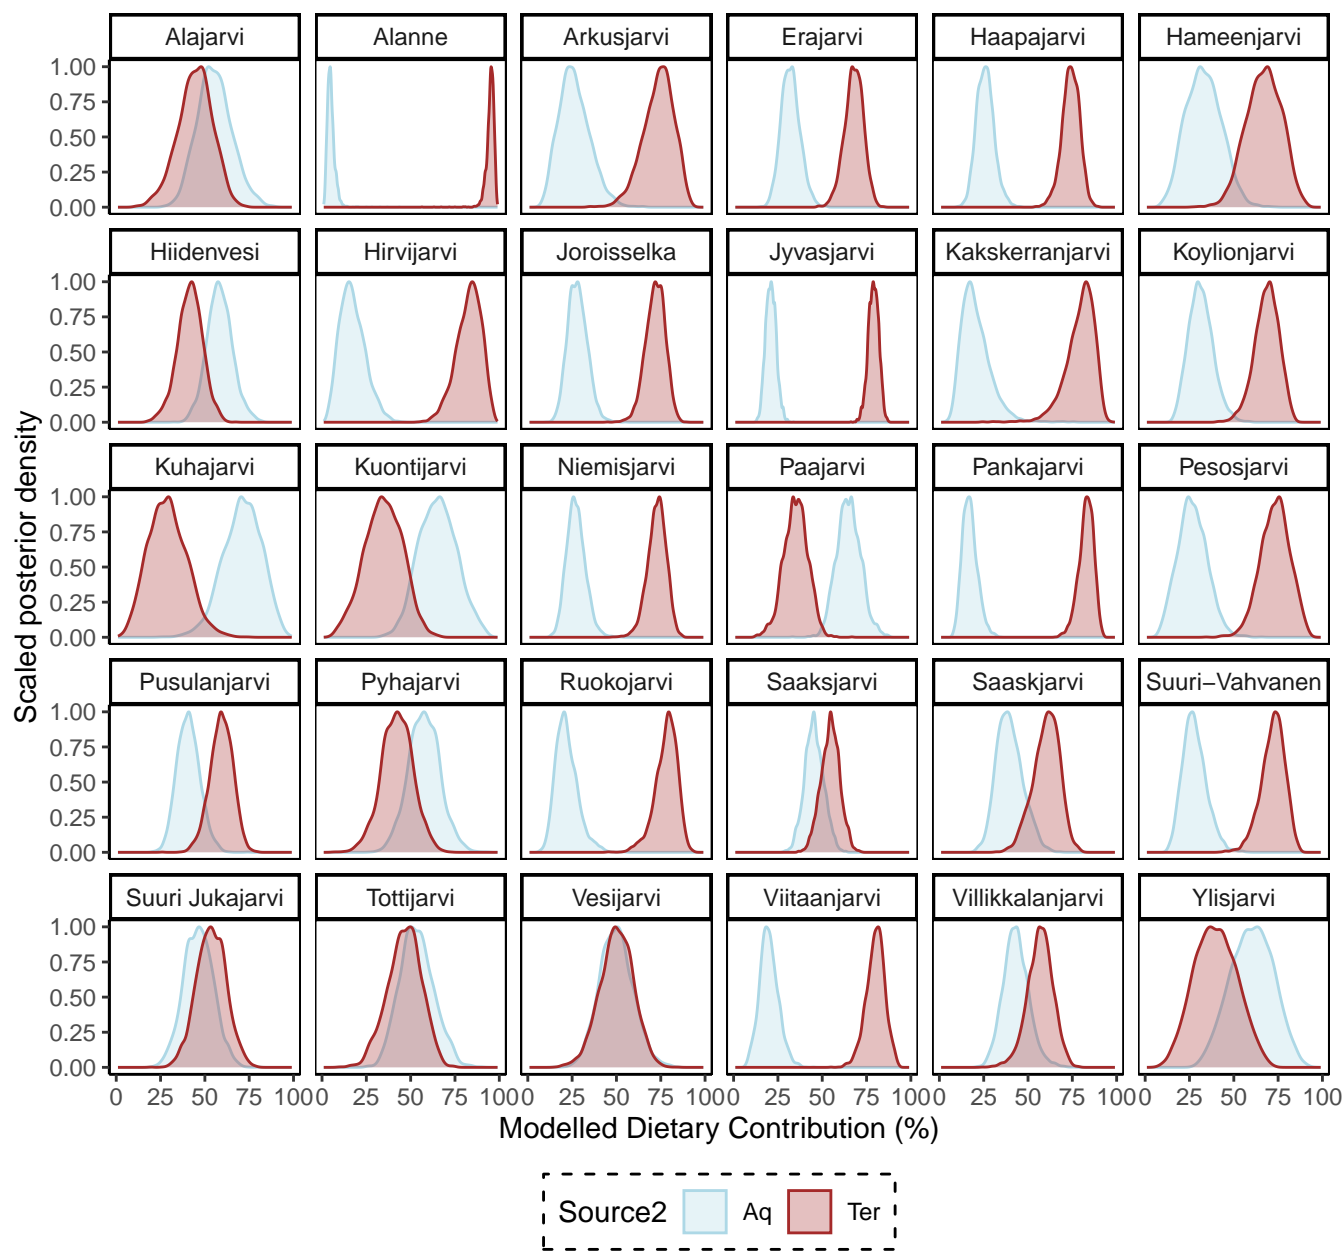 Alajarvi Alanne Arkusjarvi Erajarvi Haapajarvi Hameenjarvi
1.00
0.75
0.50
0.25
0.00
Hiidenvesi Hirvijarvi Joroisselka Jyvasjarvi Kakskerranjarvi Koylionjarvi
1.00
0.75
0.50
0.25
0.00
Kuhajarvi Kuontijarvi Niemisjarvi Paajarvi Pankajarvi Pesosjarvi
1.00
0.75
0.50
0.25
0.00
Pusulanjarvi Pyhajarvi Ruokojarvi Saaksjarvi Saaskjarvi Suuri−Vahvanen
1.00
0.75
0.50
0.25
0.00
Suuri Jukajarvi Tottijarvi Vesijarvi Viitaanjarvi Villikkalanjarvi Ylisjarvi
1.00
0.75
0.50
0.25
0.00
0 25 50 75 100 0 25 50 75 100 0 25 50 75 100 0 25 50 75 100 0 25 50 75 100 0 25 50 75 100
Scaled posterior density
Modelled Dietary Contribution (%)
Source2 Aq Ter